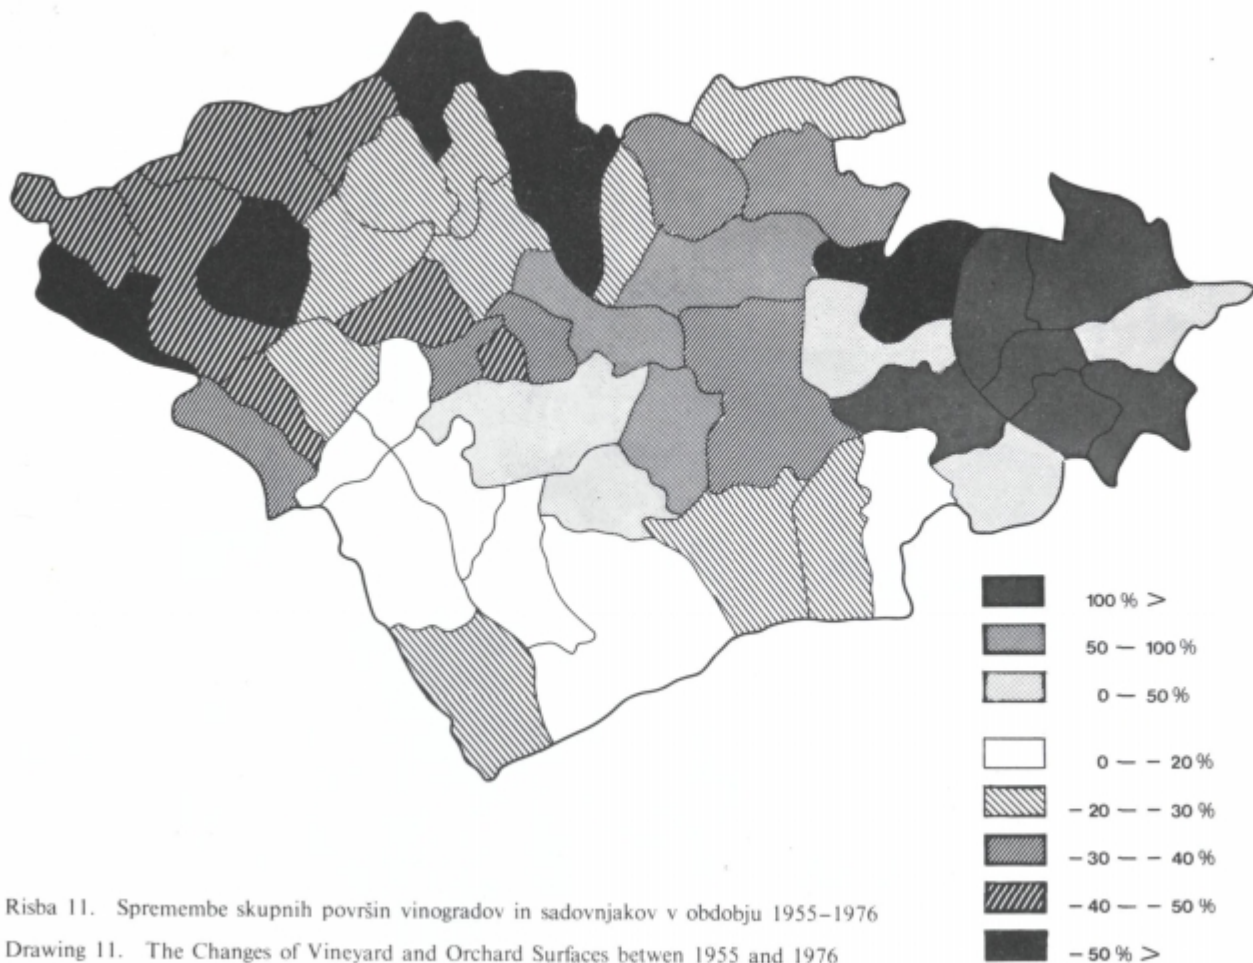 100 % >
50 — 100 %
0 — 50 %
0 — - 20 %
- 20 — - 30 %
- 30 — - 40 %
- 40 — - 50 %
- 50 % >
Risba 11. Spremembe skupnih površin vinogradov in sadovnjakov v obdobju 1955–1976
Drawing 11. The Changes of Vineyard and Orchard Surfaces betwen 1955 and 1976